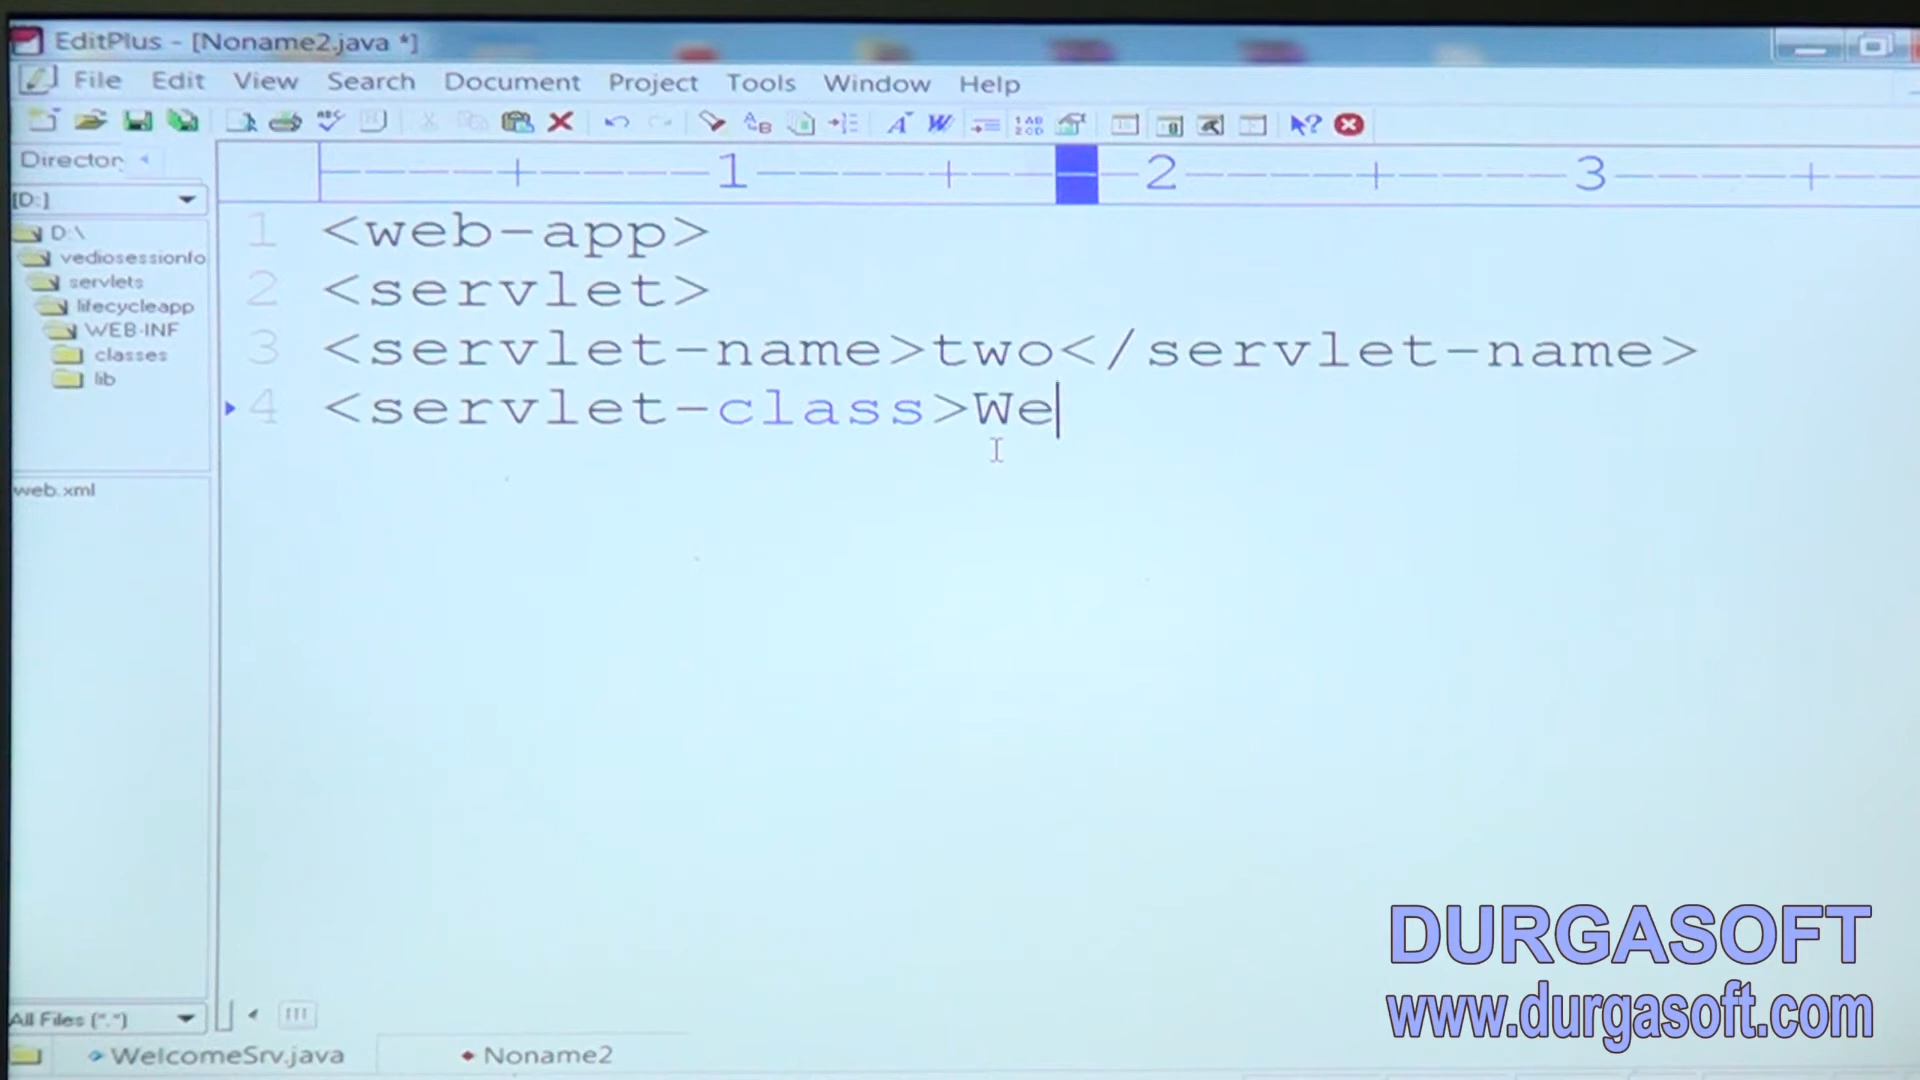 EditPlus - [Noname2.java *]
File Edit View Search Document Project Tools Window Help
Director
[D:]
D:\
vediosessionfo
servlets
lifecycleapp
WEB-INF
classes
lib
web.xml
All Files (*.*)
1 2 3
1 <web-app>
2 <servlet>
3 <servlet-name>two</servlet-name>
4 <servlet-class>We
WelcomeSrv.java Noname2
DURGASOFT
www.durgasoft.com